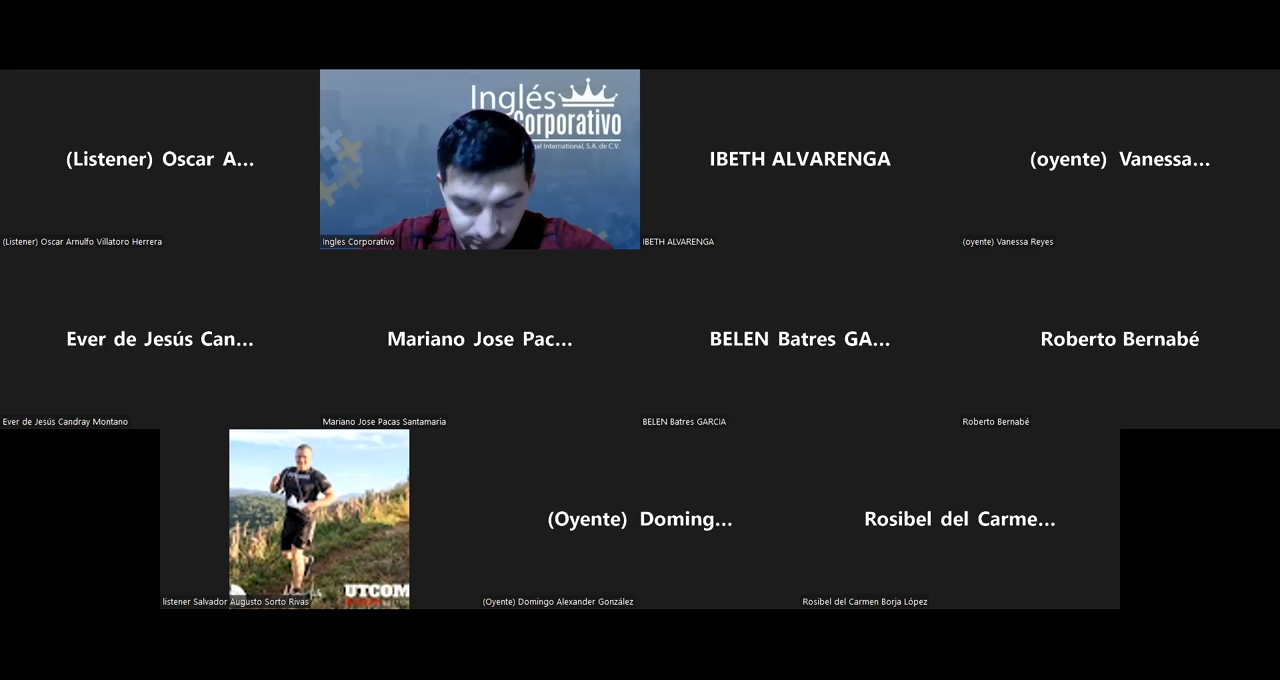 (Listener) Oscar A...
(Listener) Oscar Arnulfo Villatoro Herrera
Inglés
Corporativo
gal International, S.A. de C.V.
Ingles Corporativo
IBETH ALVARENGA
IBETH ALVARENGA
(oyente) Vanessa...
(oyente) Vanessa Reyes
Ever de Jesús Can...
Ever de Jesús Candray Montano
Mariano Jose Pac...
Mariano Jose Pacas Santamaria
BELEN Batres GA...
BELEN Batres GARCIA
Roberto Bernabé
Roberto Bernabé
UTCOM
listener Salvador Augusto Sorto Rivas
(Oyente) Doming...
(Oyente) Domingo Alexander González
Rosibel del Carme...
Rosibel del Carmen Borja López